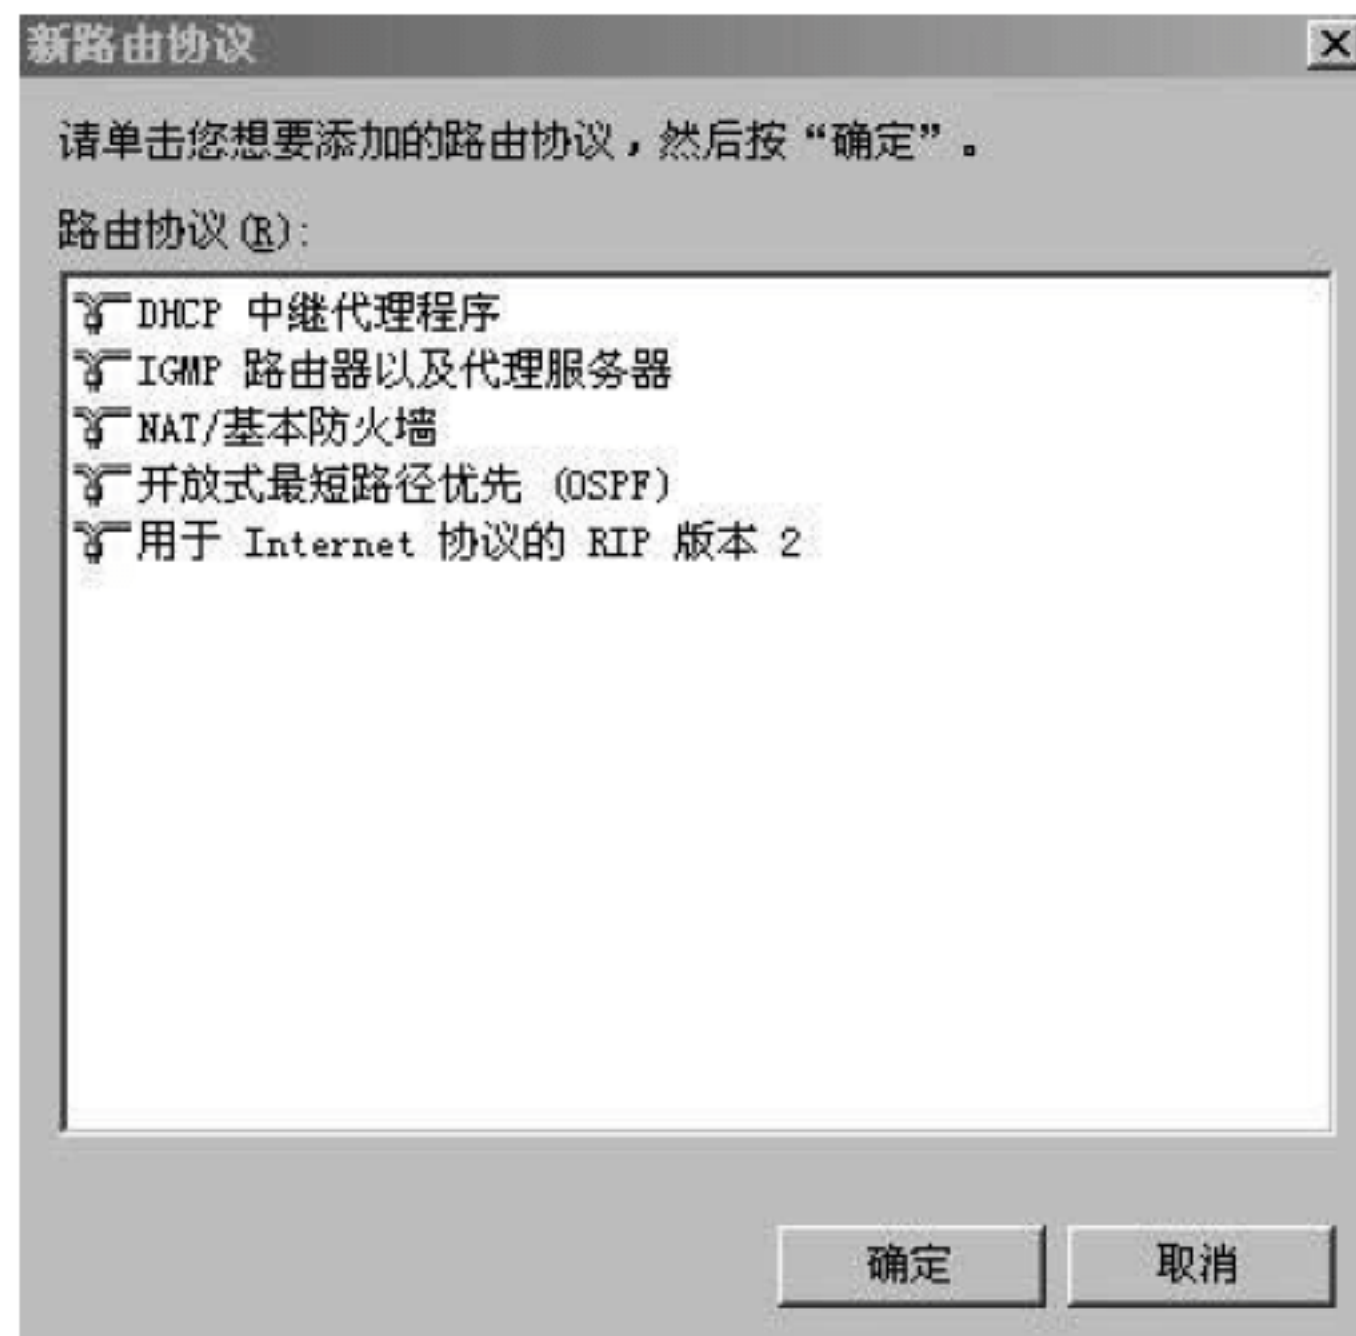 新路由协议
请单击您想要添加的路由协议，然后按“确定”。
路由协议(R):
DHCP 中继代理程序
IGMP 路由器以及代理服务器
NAT/基本防火墙
开放式最短路径优先 (OSPF)
用于 Internet 协议的 RIP 版本 2
确定 取消